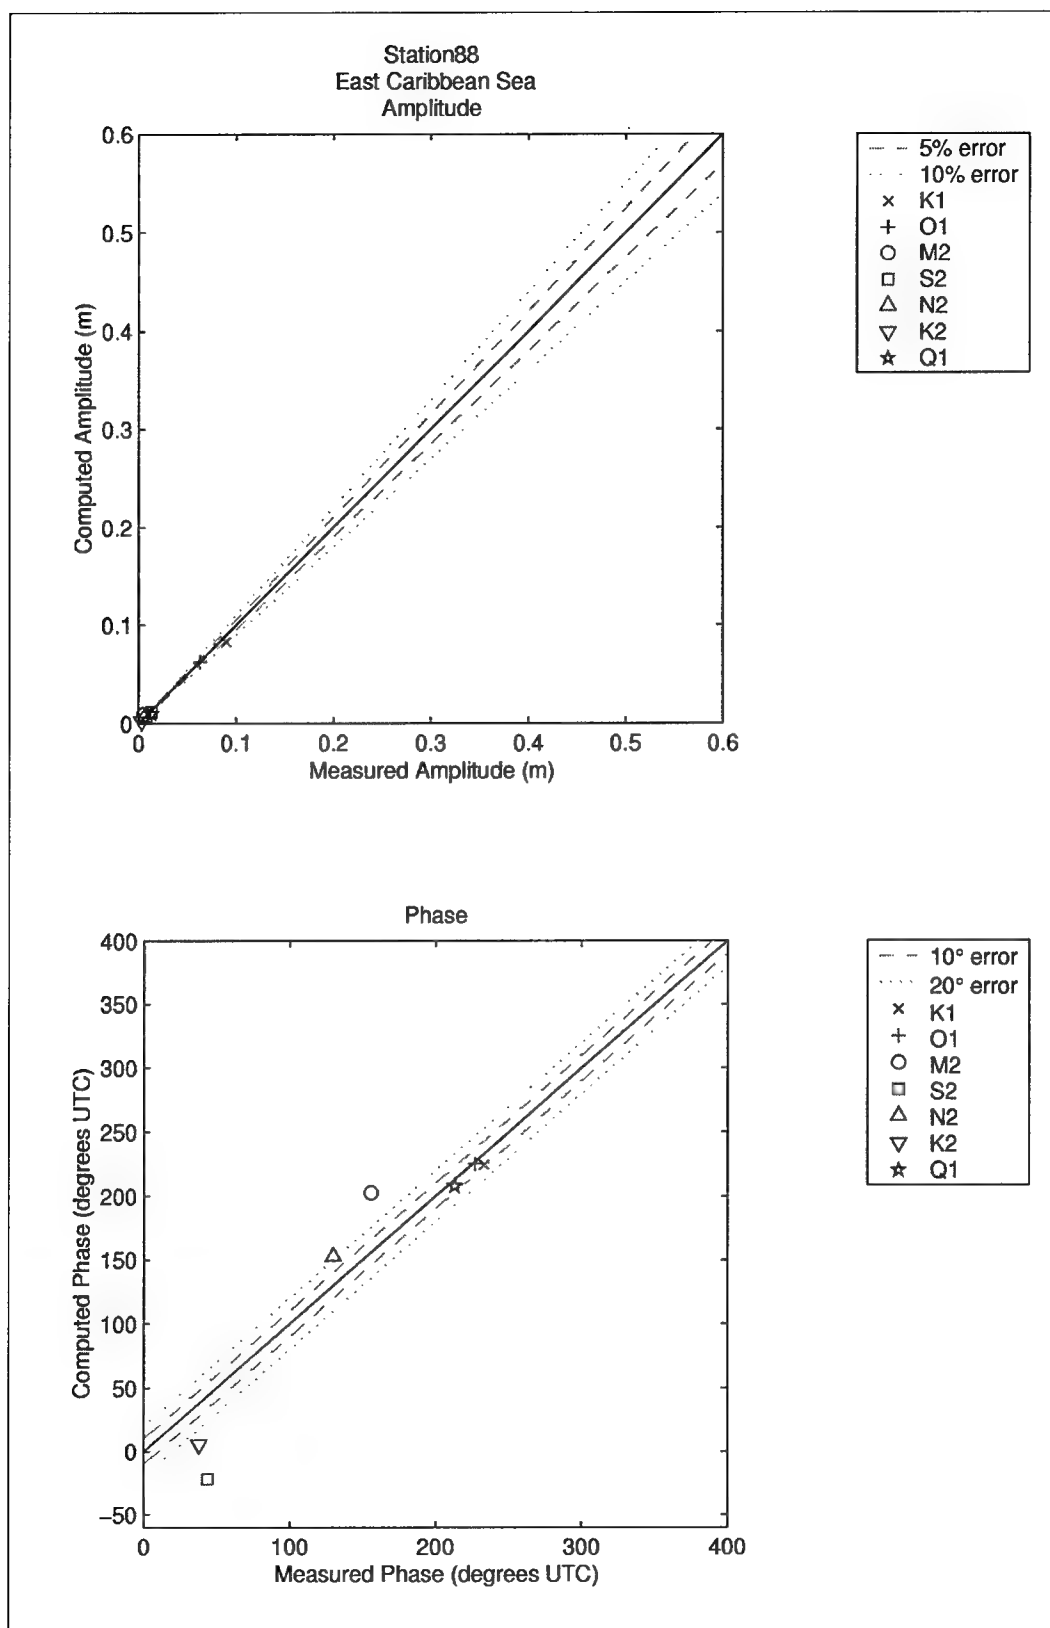 Station88
East Caribbean Sea
Amplitude
0.6
0.5
0.4
0.3
0.2
0.1
0
Computed Amplitude (m)
0 0.1 0.2 0.3 0.4 0.5 0.6
Measured Amplitude (m)
5% error
10% error
K1
O1
M2
S2
N2
K2
Q1
Phase
400
350
300
250
200
150
100
50
0
−50
Computed Phase (degrees UTC)
0 100 200 300 400
Measured Phase (degrees UTC)
10° error
20° error
K1
O1
M2
S2
N2
K2
Q1